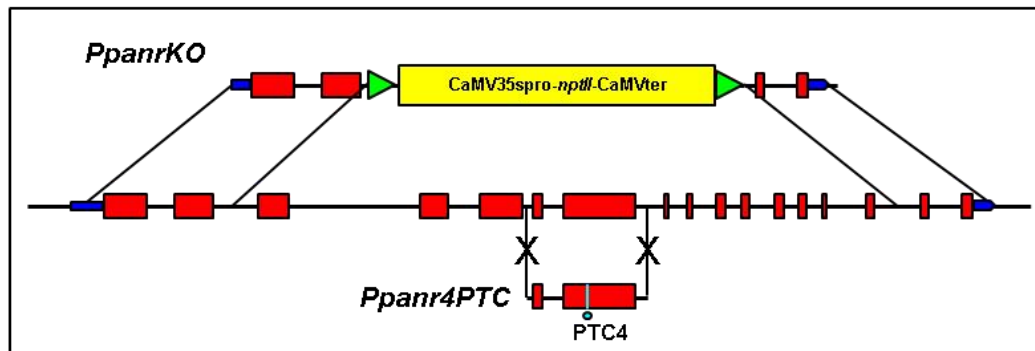 PpanrKO
CaMV35spro-nptII-CaMVter
X X
Ppanr4PTC
PTC4